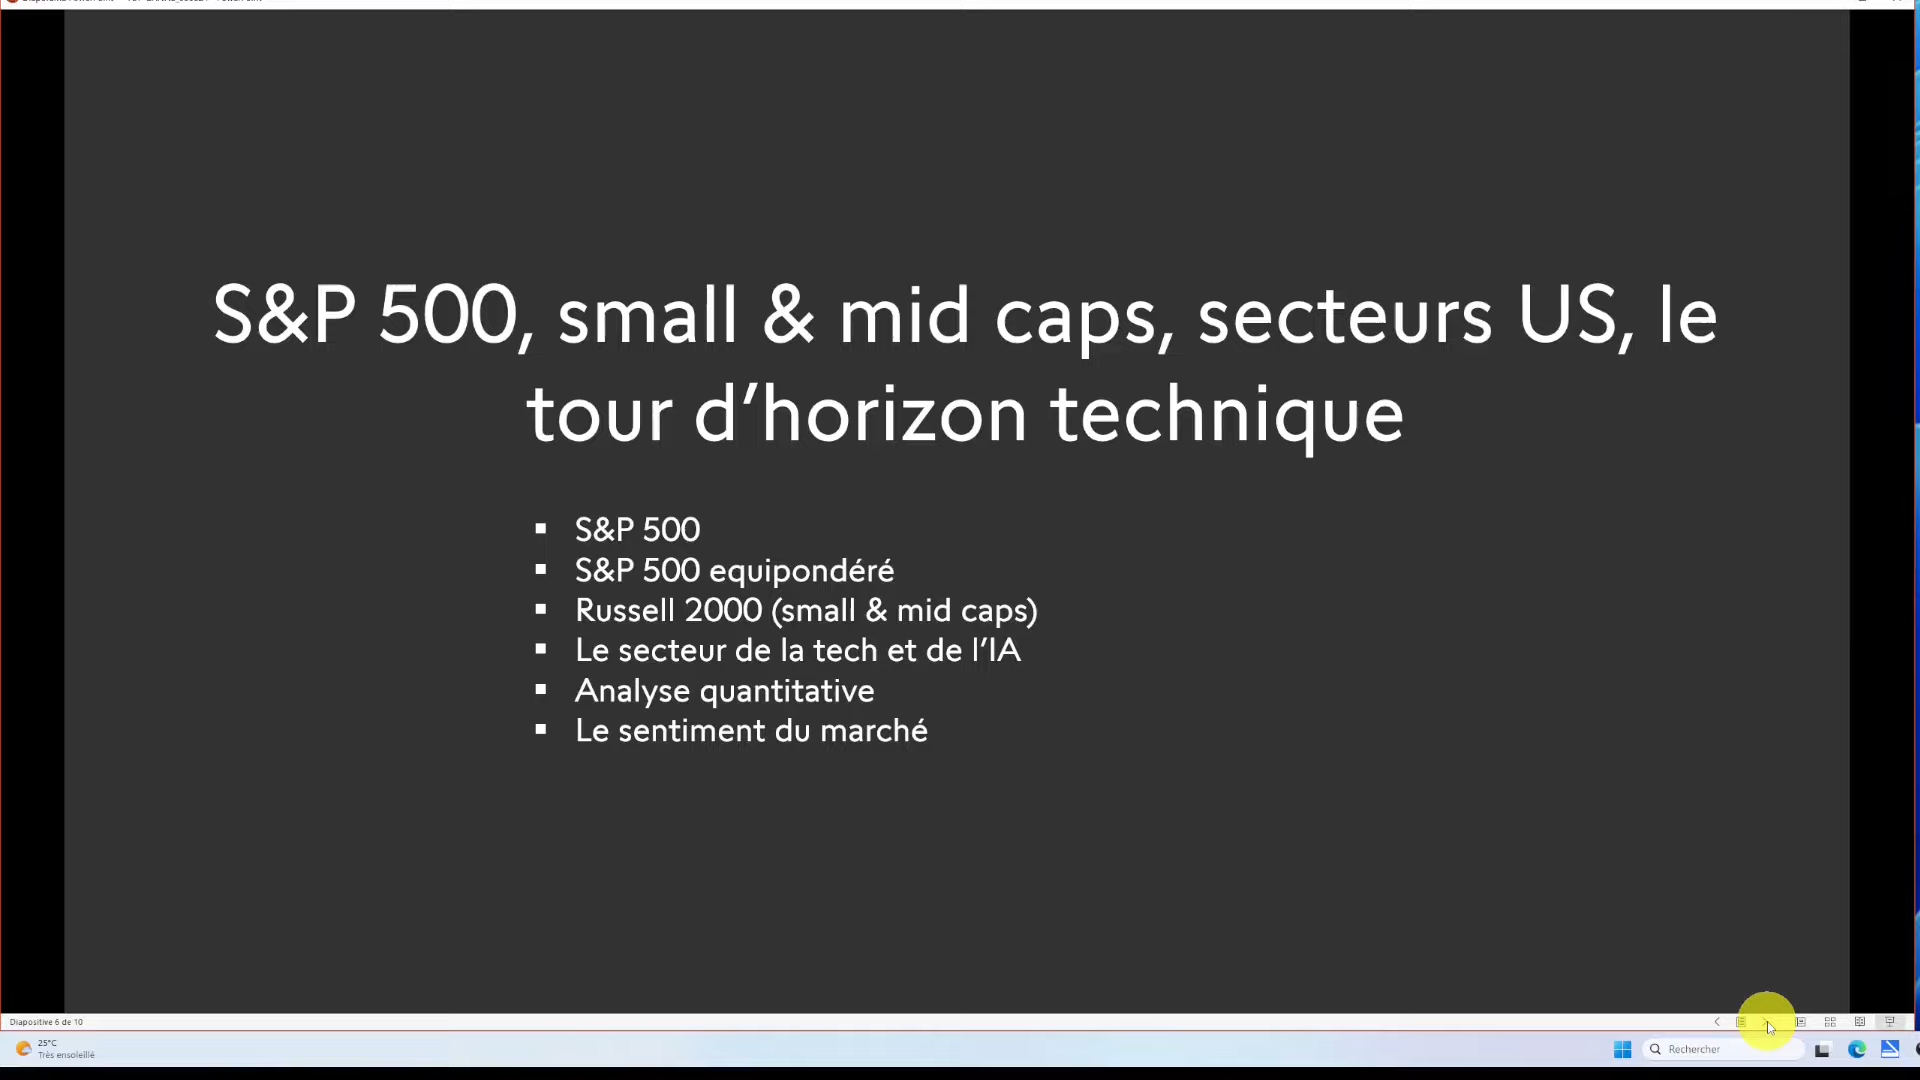 S&P 500, small & mid caps, secteurs US, le
tour d’horizon technique
▪ S&P 500
▪ S&P 500 equipondéré
▪ Russell 2000 (small & mid caps)
▪ Le secteur de la tech et de l’IA
▪ Analyse quantitative
▪ Le sentiment du marché
Diapositive 6 de 10
25°C
Très ensoleillé
Rechercher